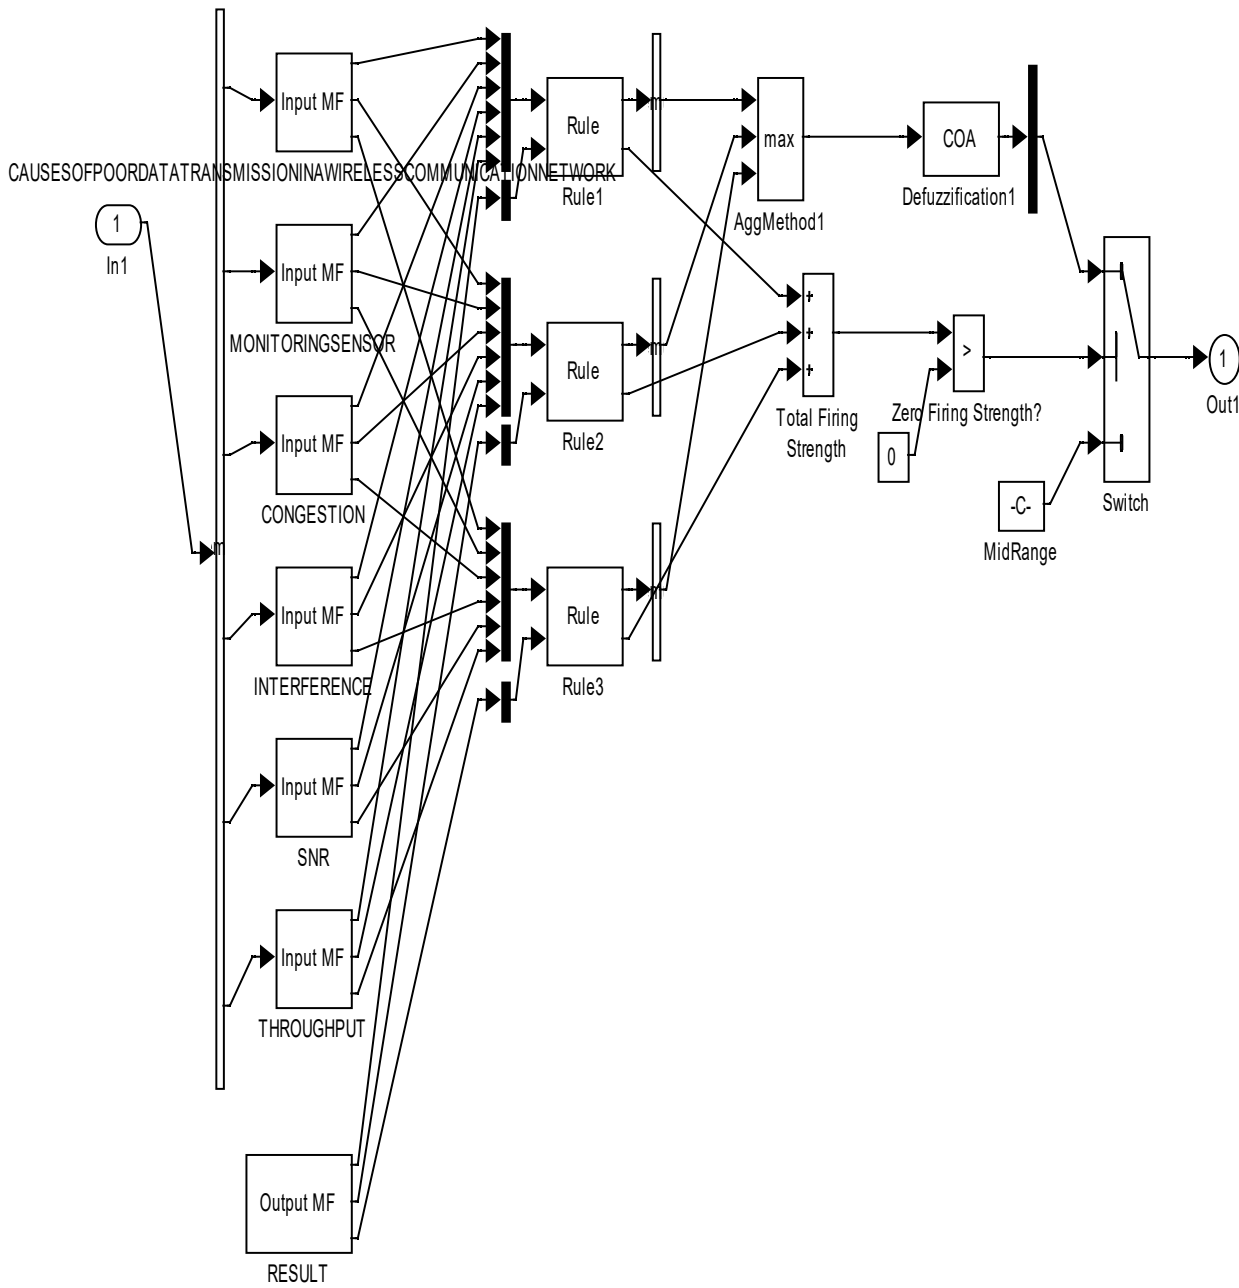 Input MF
CAUSESOFPOORDATATRANSMISSIONINAWIRELESSCOMMUNICATIONNETWORK
1
In1
m
Input MF
MONITORINGSENSOR
Input MF
CONGESTION
Input MF
INTERFERENCE
Input MF
SNR
Input MF
THROUGHPUT
Output MF
RESULT
Rule
Rule1
m
Rule
Rule2
m
Rule
Rule3
m
max
AggMethod1
+
+
+
Total Firing
Strength
COA
Defuzzification1
>
Zero Firing Strength?
0
-C-
MidRange
Switch
1
Out1